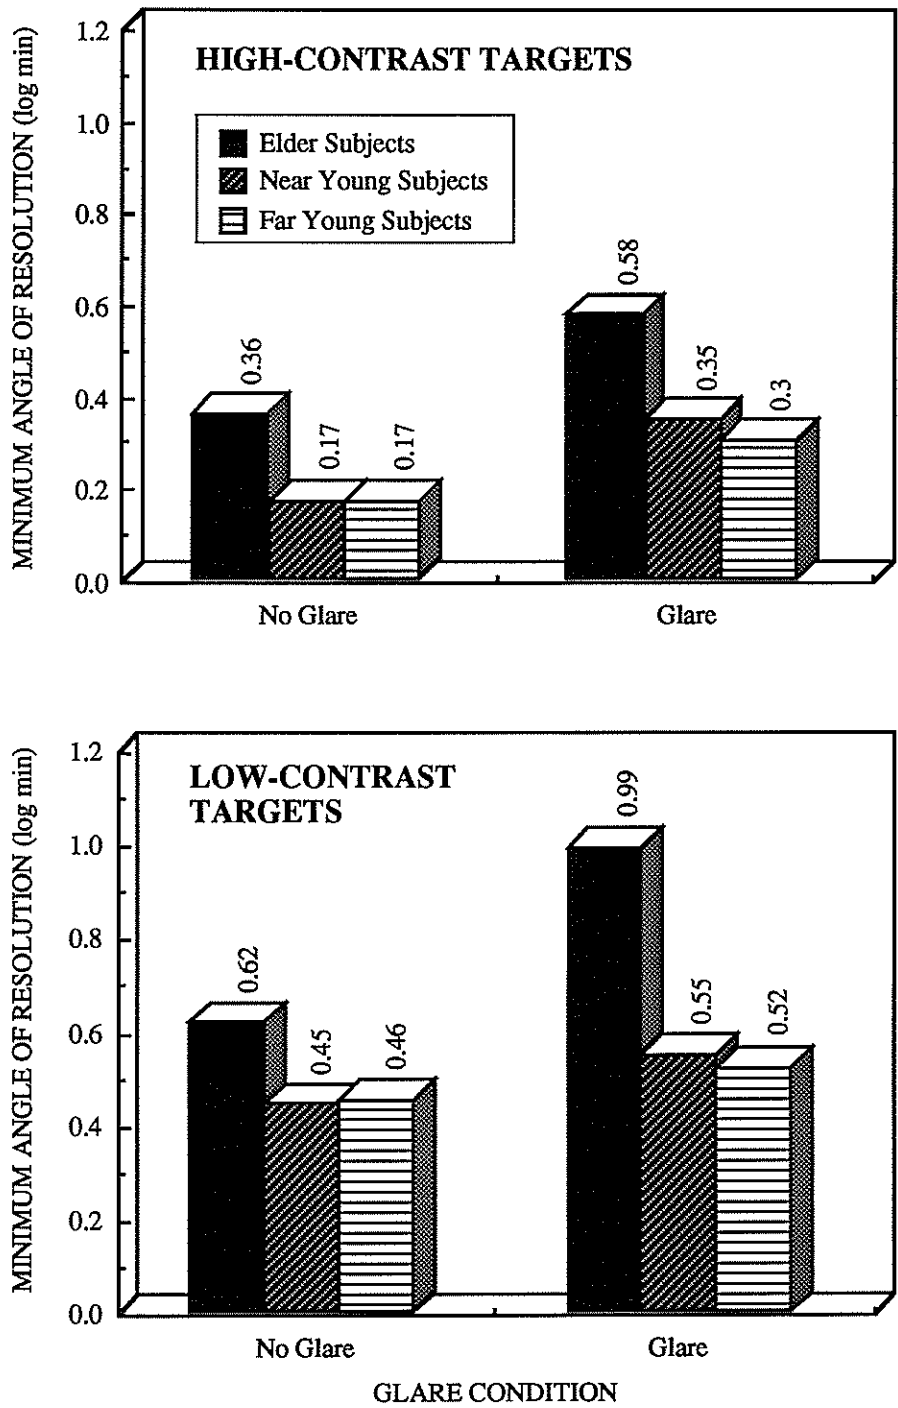 HIGH-CONTRAST TARGETS
MINIMUM ANGLE OF RESOLUTION (log min)
1.2
1.0
0.8
0.6
0.4
0.2
0.0
Elder Subjects
Near Young Subjects
Far Young Subjects
0.36
0.17
0.17
0.58
0.35
0.3
No Glare
Glare
LOW-CONTRAST
TARGETS
MINIMUM ANGLE OF RESOLUTION (log min)
1.2
1.0
0.8
0.6
0.4
0.2
0.0
0.62
0.45
0.46
0.99
0.55
0.52
No Glare
Glare
GLARE CONDITION